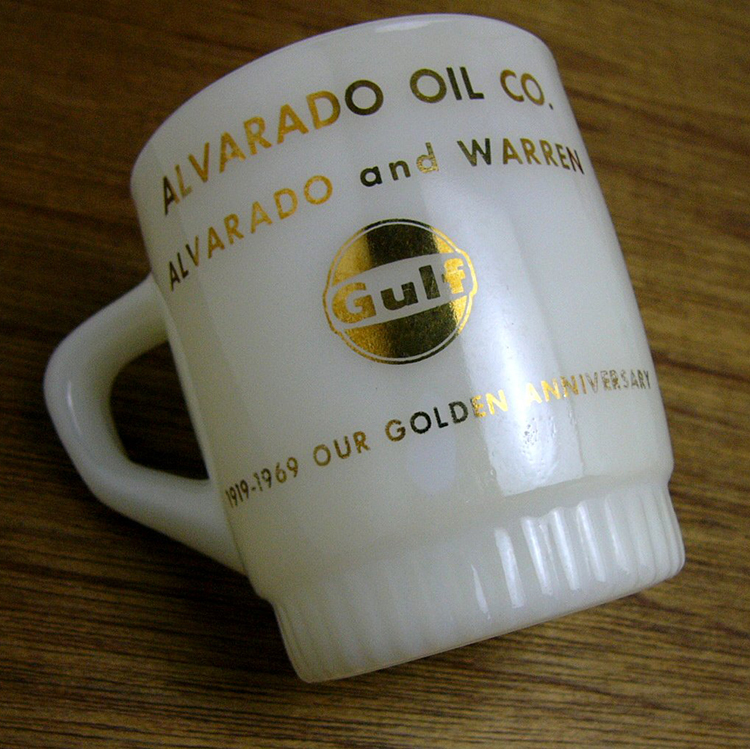 ALVARADO OIL CO.
ALVARADO and WARREN
Gulf
1919-1969 OUR GOLDEN ANNIVERSARY